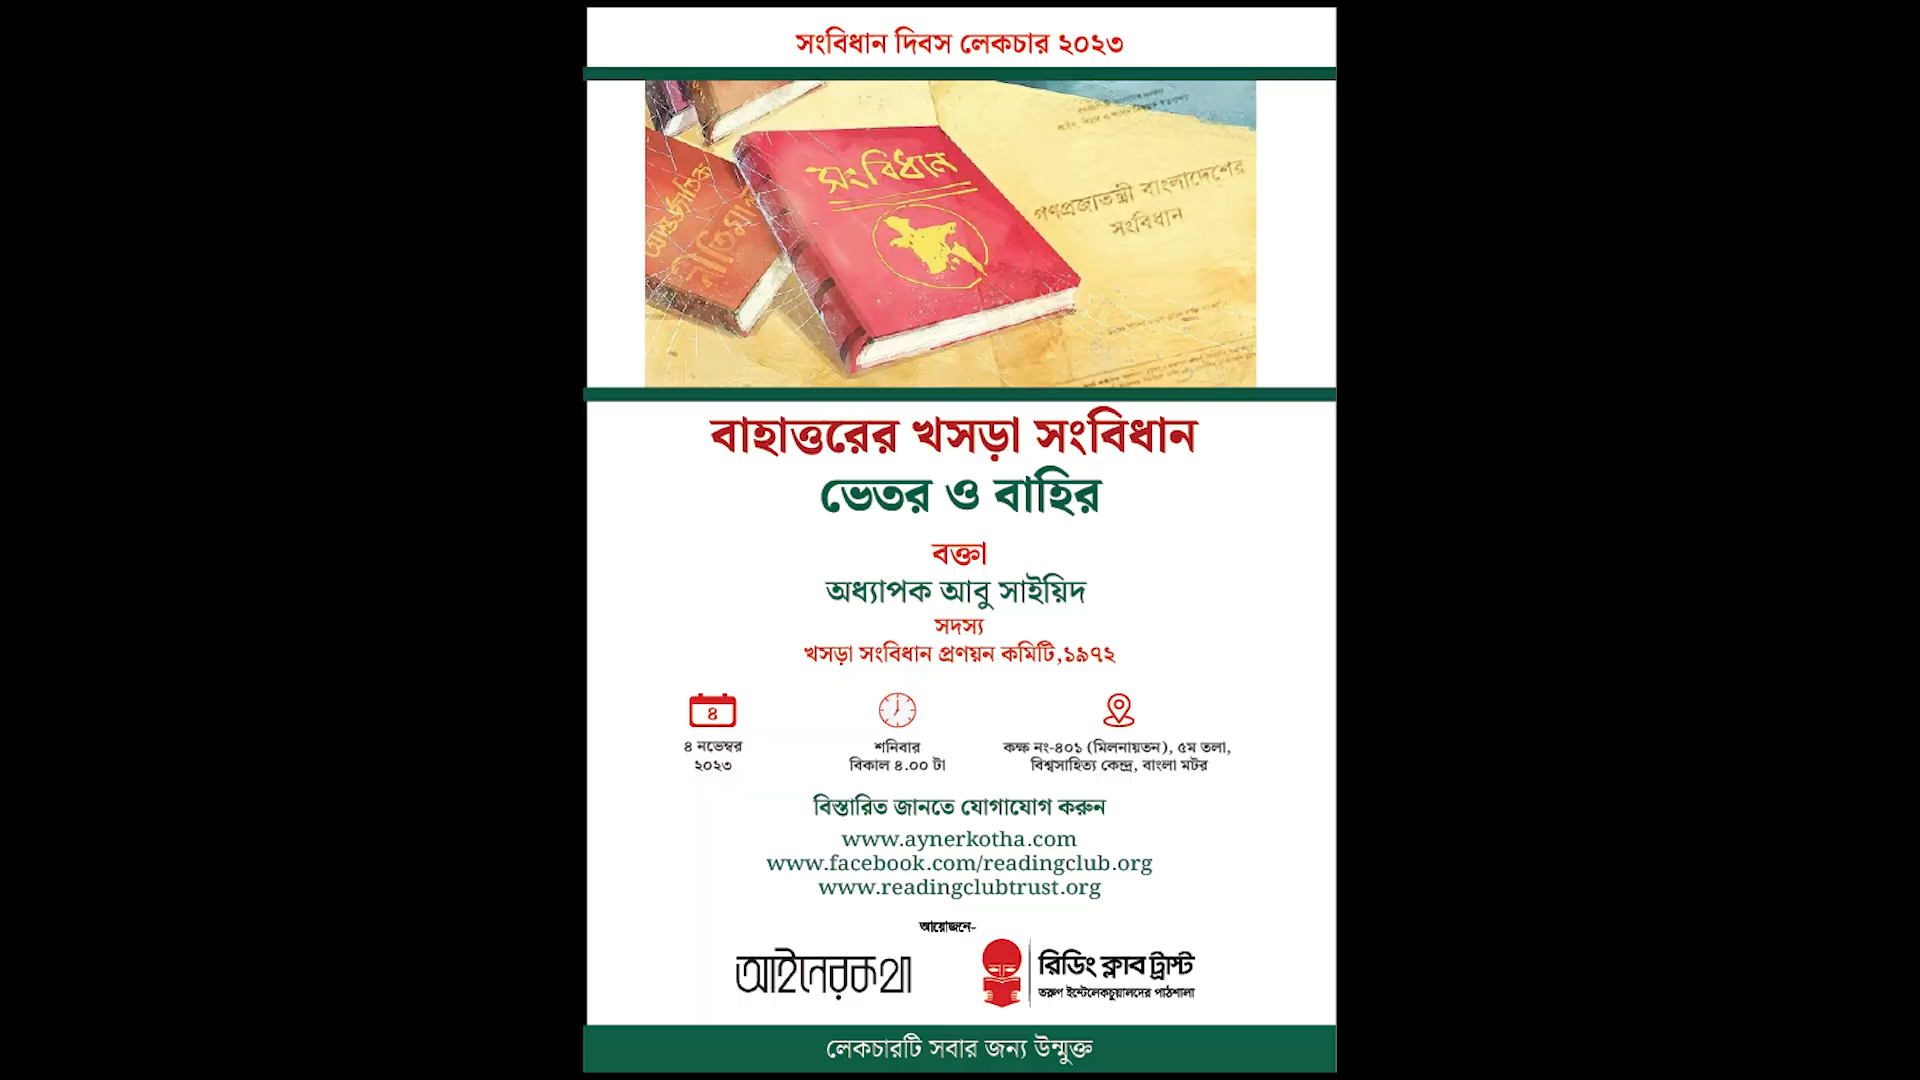 সংবিধান দিবস লেকচার ২০২৩
সংবিধান
গণপ্রজাতন্ত্রী বাংলাদেশের
সংবিধান
বাহাত্তরের খসড়া সংবিধান
ভেতর ও বাহির
বক্তা
অধ্যাপক আবু সাইয়িদ
সদস্য
খসড়া সংবিধান প্রণয়ন কমিটি,১৯৭২
৪
৪ নভেম্বর
২০২৩
শনিবার
বিকাল ৪.০০ টা
কক্ষ নং-৪০১ (মিলনায়তন), ৫ম তলা,
বিশ্বসাহিত্য কেন্দ্র, বাংলা মটর
বিস্তারিত জানতে যোগাযোগ করুন
www.aynerkotha.com
www.facebook.com/readingclub.org
www.readingclubtrust.org
আয়োজনে-
আইনেরকথা
রিডিং ক্লাব ট্রাস্ট
তরুণ ইন্টেলেকচুয়ালদের পাঠশালা
লেকচারটি সবার জন্য উন্মুক্ত